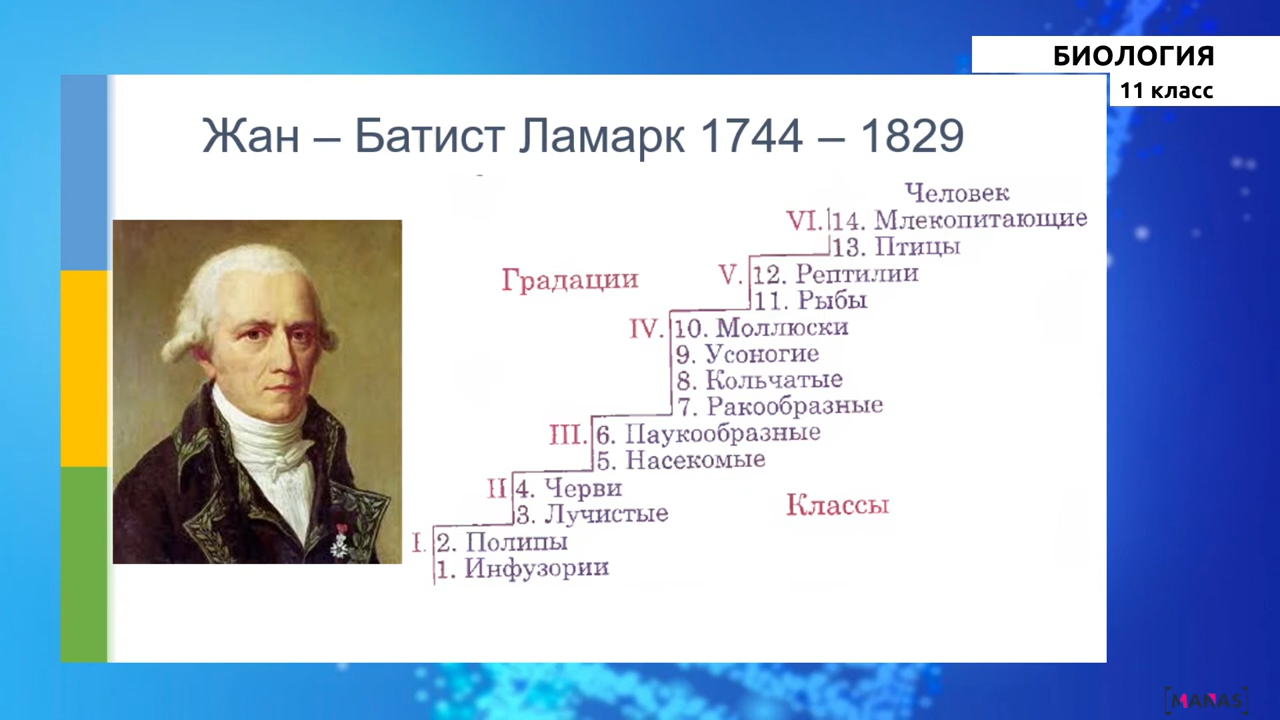 БИОЛОГИЯ
11 класс
Жан – Батист Ламарк 1744 – 1829
Человек
VI. 14. Млекопитающие
13. Птицы
Градации
V. 12. Рептилии
11. Рыбы
IV. 10. Моллюски
9. Усоногие
8. Кольчатые
7. Ракообразные
III. 6. Паукообразные
5. Насекомые
II 4. Черви
3. Лучистые
Классы
I. 2. Полипы
1. Инфузории
MANAS